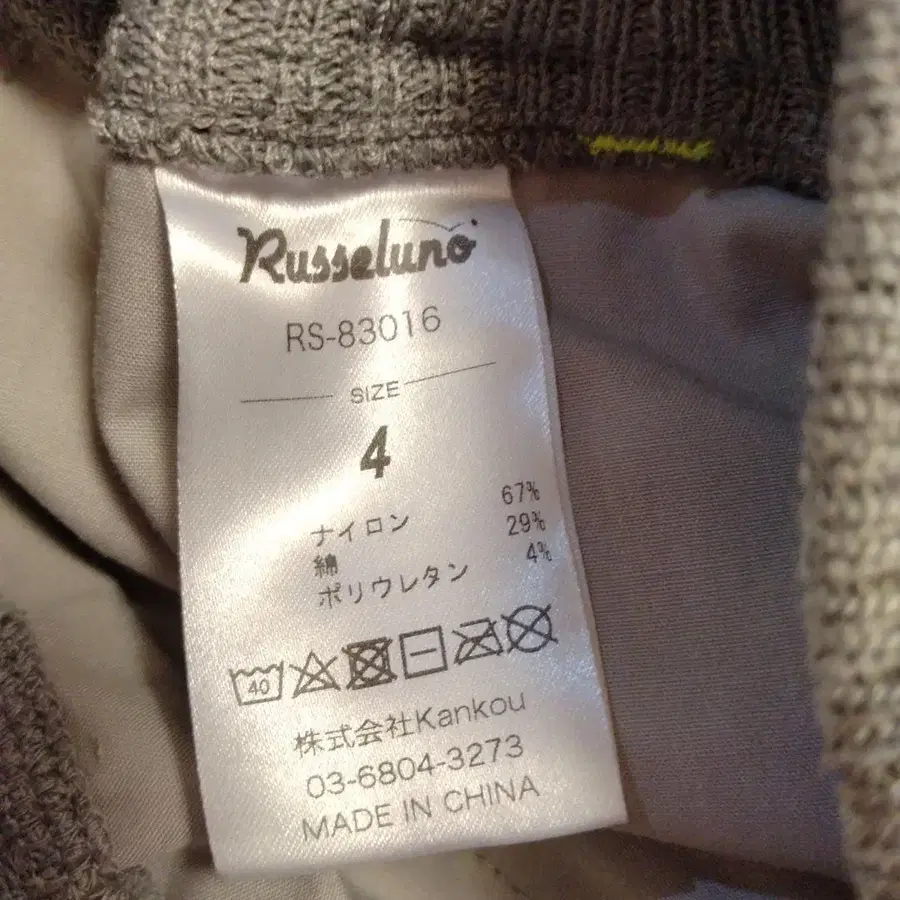 Russeluno
RS-83016
SIZE
4
ナイロン 67%
綿 29%
ポリウレタン 4%
40
株式会社Kankou
03-6804-3273
MADE IN CHINA